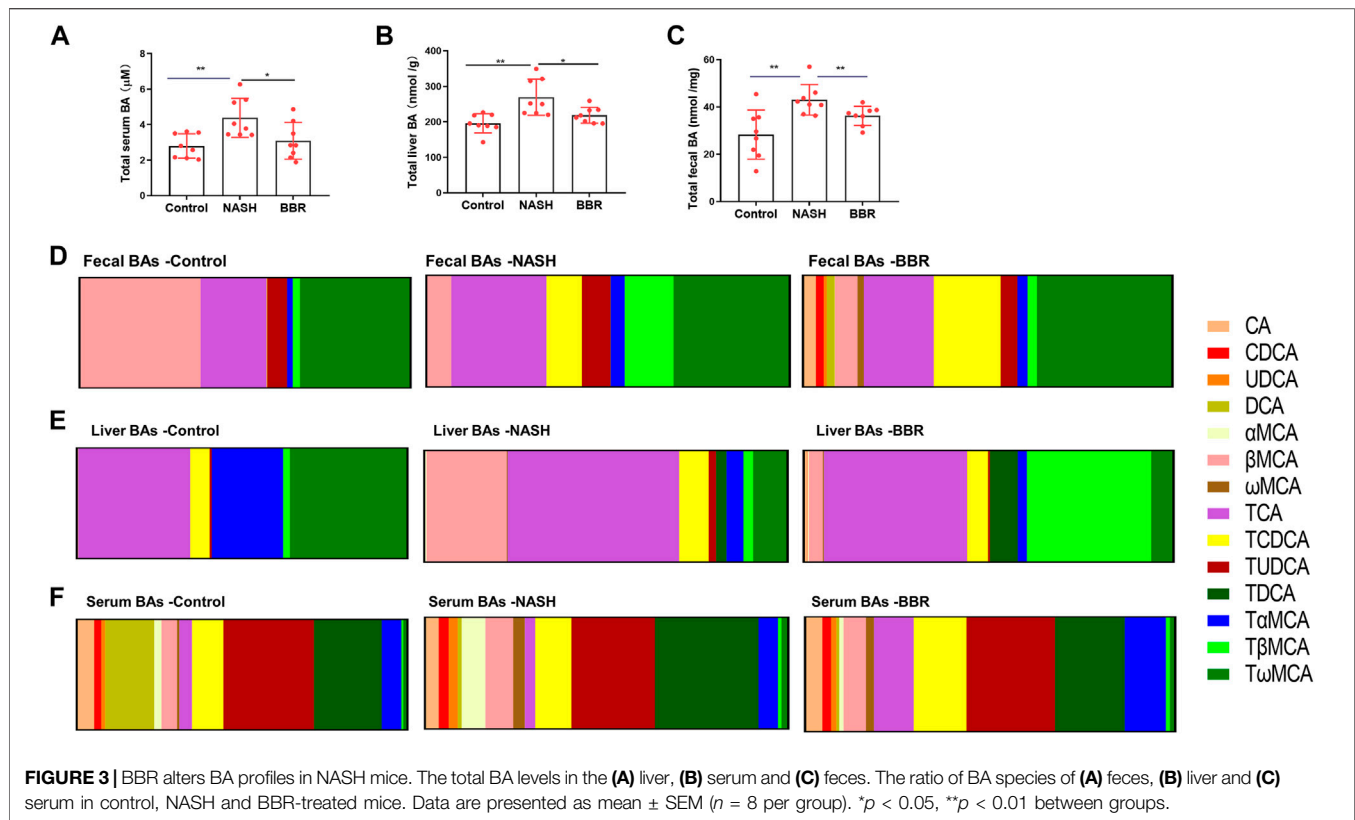 A
B
C
Total serum BA (μM)
8
6
4
2
0
**
*
Control NASH BBR
Total liver BA (nmol /g)
400
300
200
100
0
**
*
Control NASH BBR
Total fecal BA (nmol /mg)
60
40
20
0
**
**
Control NASH BBR
D
Fecal BAs -Control
Fecal BAs -NASH
Fecal BAs -BBR
E
Liver BAs -Control
Liver BAs -NASH
Liver BAs -BBR
F
Serum BAs -Control
Serum BAs -NASH
Serum BAs -BBR
CA
CDCA
UDCA
DCA
αMCA
βMCA
ωMCA
TCA
TCDCA
TUDCA
TDCA
TαMCA
TβMCA
TωMCA
FIGURE 3 | BBR alters BA profiles in NASH mice. The total BA levels in the (A) liver, (B) serum and (C) feces. The ratio of BA species of (A) feces, (B) liver and (C)
serum in control, NASH and BBR-treated mice. Data are presented as mean ± SEM (n = 8 per group). *p < 0.05, **p < 0.01 between groups.